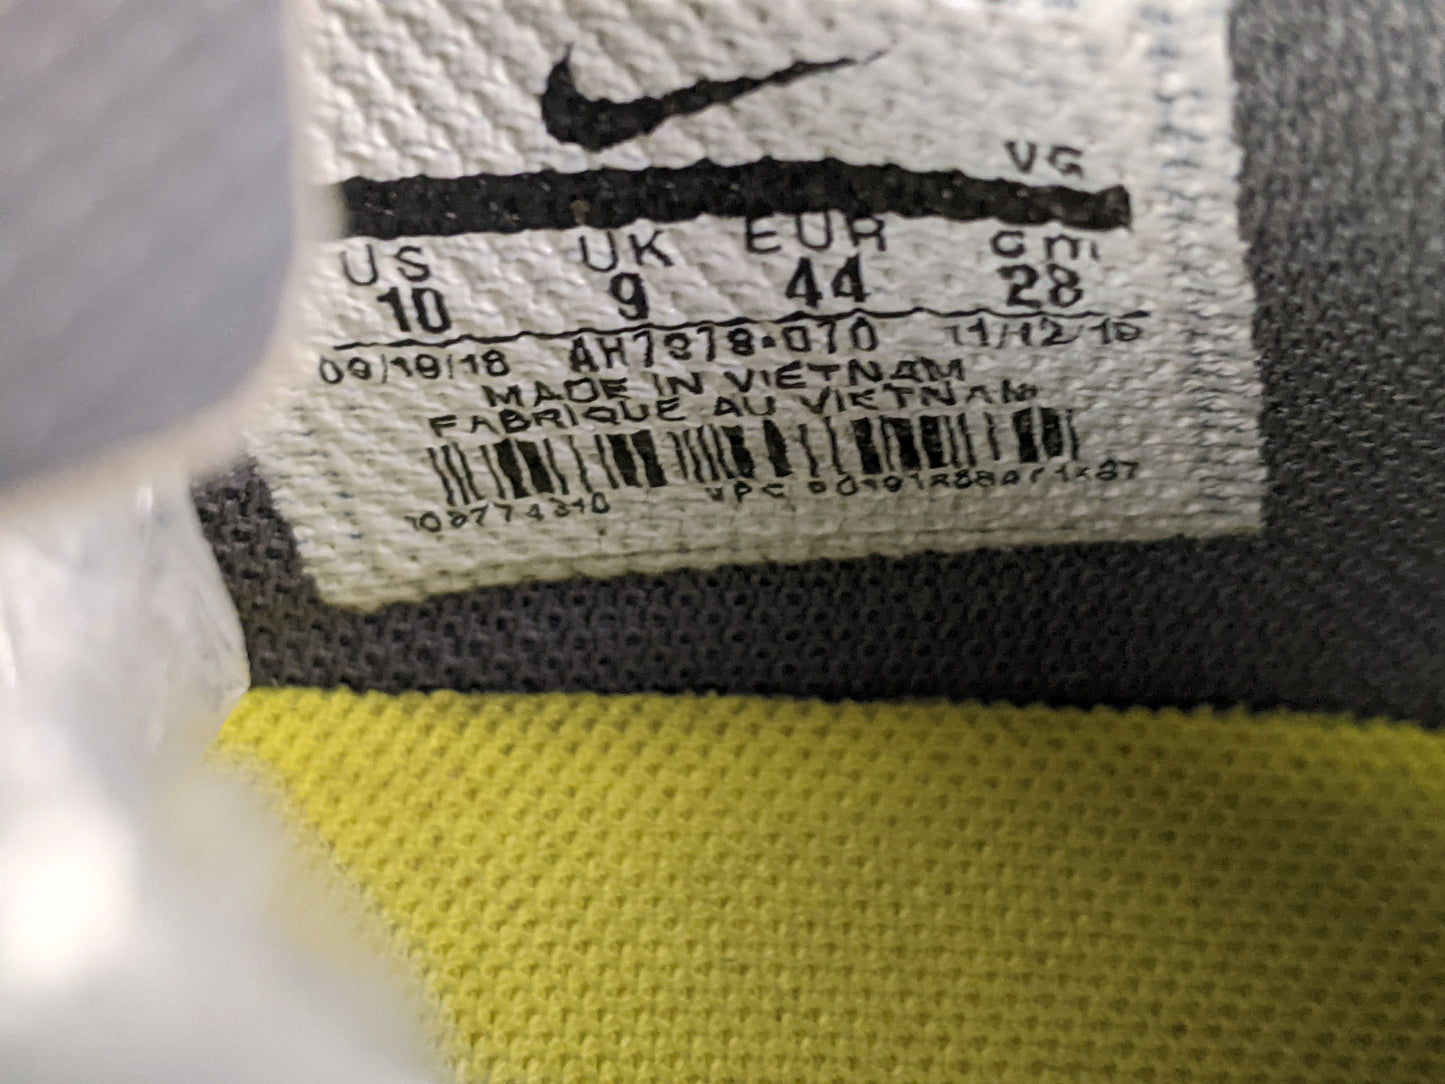 VG
US UK EUR cm
10 9 44 28
09/19/18 AH7378-070 11/12/18
MADE IN VIETNAM
FABRIQUE AU VIETNAM